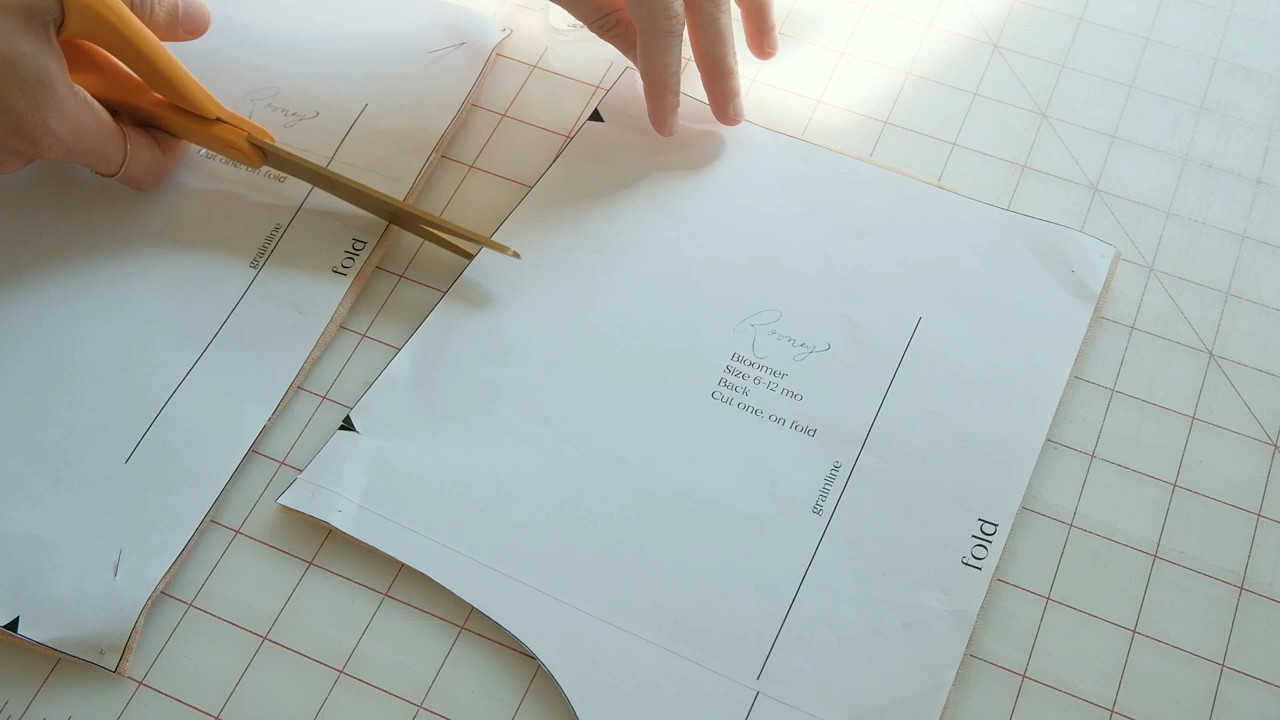 Rooney
Cut one, on fold
grainline
fold
Rooney
Bloomer
Size 6-12 mo
Back
Cut one, on fold
grainline
fold